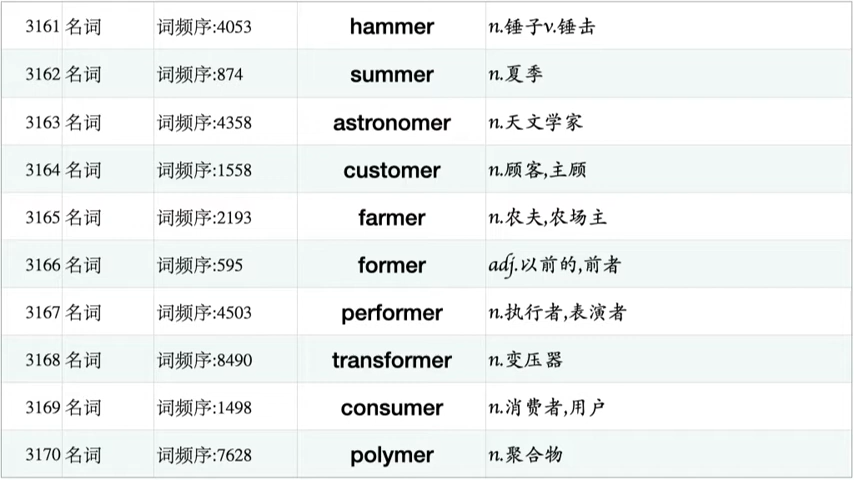 3161 名词 词频序:4053 hammer n.锤子v.锤击
3162 名词 词频序:874 summer n.夏季
3163 名词 词频序:4358 astronomer n.天文学家
3164 名词 词频序:1558 customer n.顾客,主顾
3165 名词 词频序:2193 farmer n.农夫,农场主
3166 名词 词频序:595 former adj.以前的,前者
3167 名词 词频序:4503 performer n.执行者,表演者
3168 名词 词频序:8490 transformer n.变压器
3169 名词 词频序:1498 consumer n.消费者,用户
3170 名词 词频序:7628 polymer n.聚合物